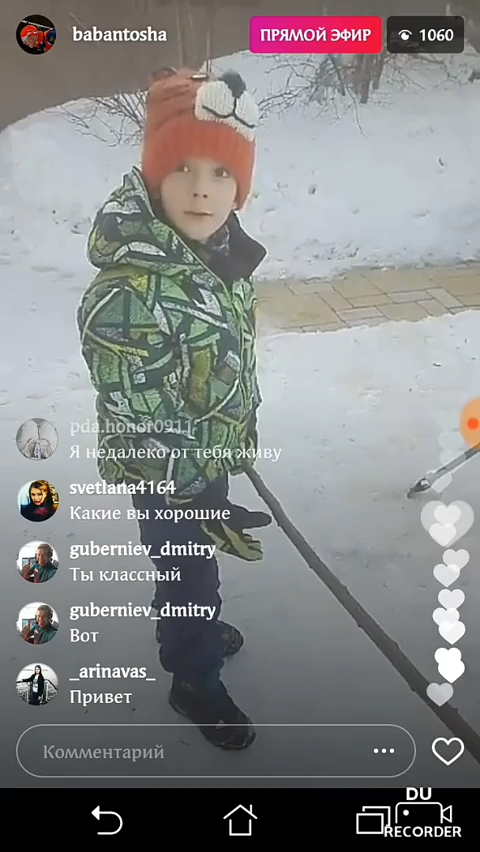 babantosha
ПРЯМОЙ ЭФИР
1060
pda.honor0911
Я недалеко от тебя живу
svetlana4164
Какие вы хорошие
guberniev_dmitry
Ты классный
guberniev_dmitry
Вот
_arinavas_
Привет
Комментарий
DU
RECORDER